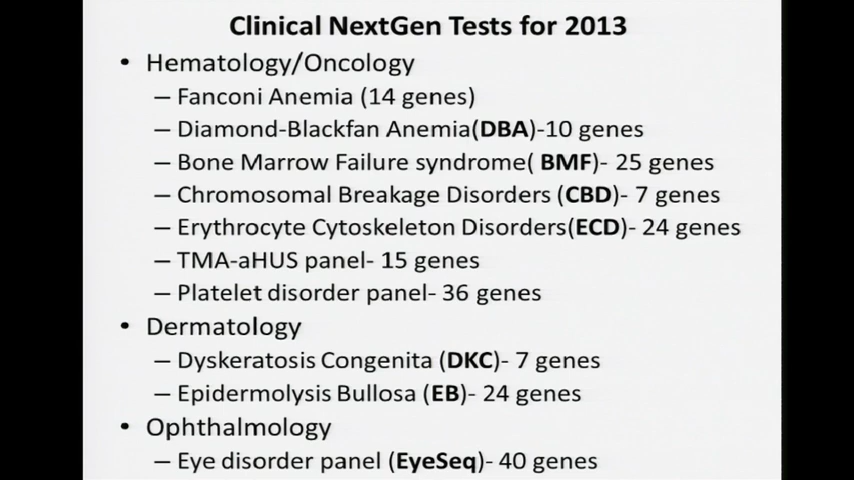 Clinical NextGen Tests for 2013
• Hematology/Oncology
– Fanconi Anemia (14 genes)
– Diamond-Blackfan Anemia(DBA)-10 genes
– Bone Marrow Failure syndrome( BMF)- 25 genes
– Chromosomal Breakage Disorders (CBD)- 7 genes
– Erythrocyte Cytoskeleton Disorders(ECD)- 24 genes
– TMA-aHUS panel- 15 genes
– Platelet disorder panel- 36 genes
• Dermatology
– Dyskeratosis Congenita (DKC)- 7 genes
– Epidermolysis Bullosa (EB)- 24 genes
• Ophthalmology
– Eye disorder panel (EyeSeq)- 40 genes